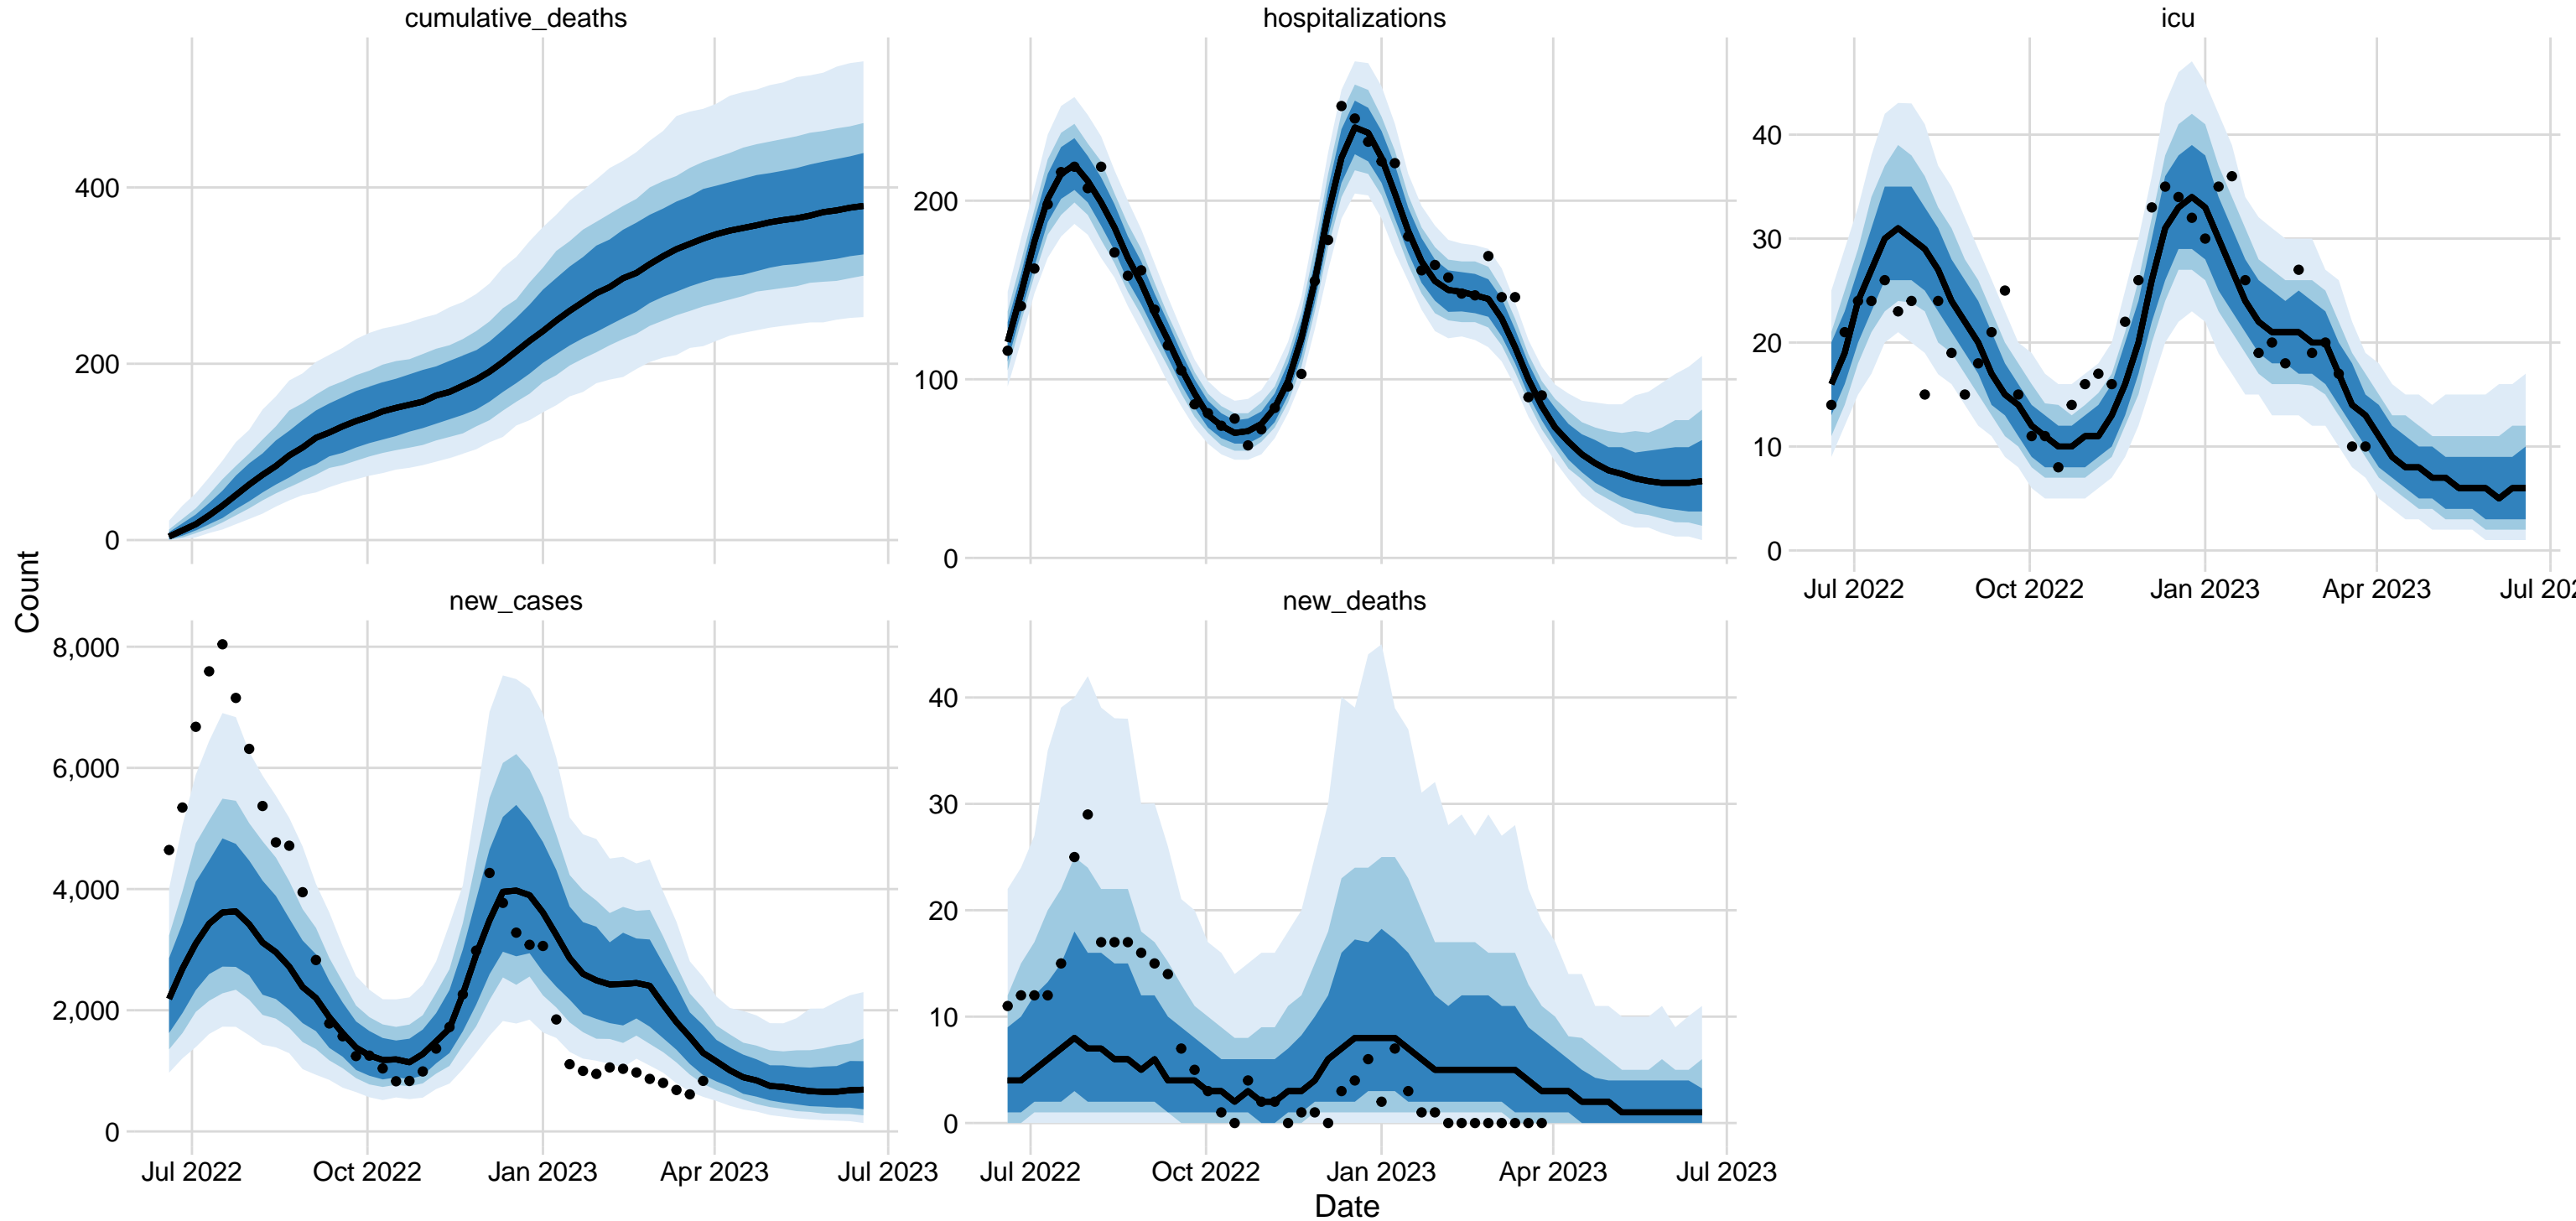 cumulative_deaths
hospitalizations
icu
400
200
0
200
100
0
40
30
20
10
0
Jul 2022 Oct 2022 Jan 2023 Apr 2023 Jul 202
Count
new_cases
new_deaths
8,000
6,000
4,000
2,000
0
40
30
20
10
0
Jul 2022 Oct 2022 Jan 2023 Apr 2023 Jul 2023
Jul 2022 Oct 2022 Jan 2023 Apr 2023 Jul 2023
Date